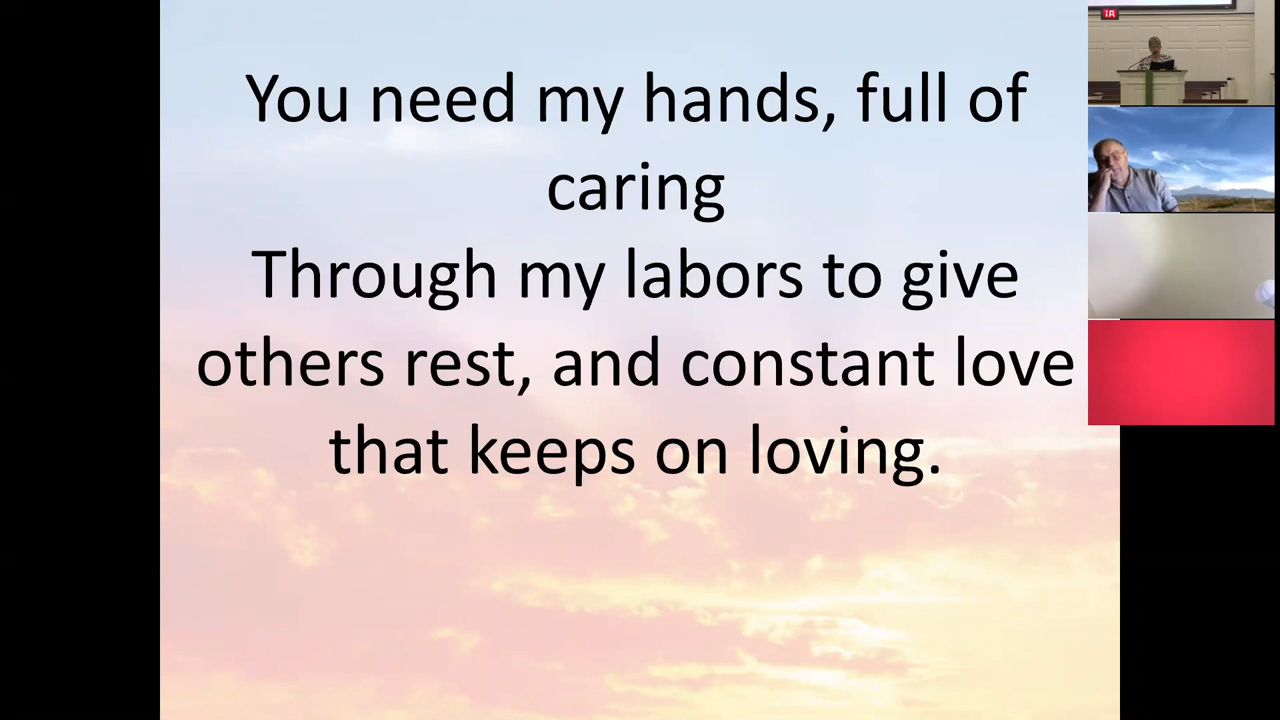 You need my hands, full of
caring
Through my labors to give
others rest, and constant love
that keeps on loving.
iA